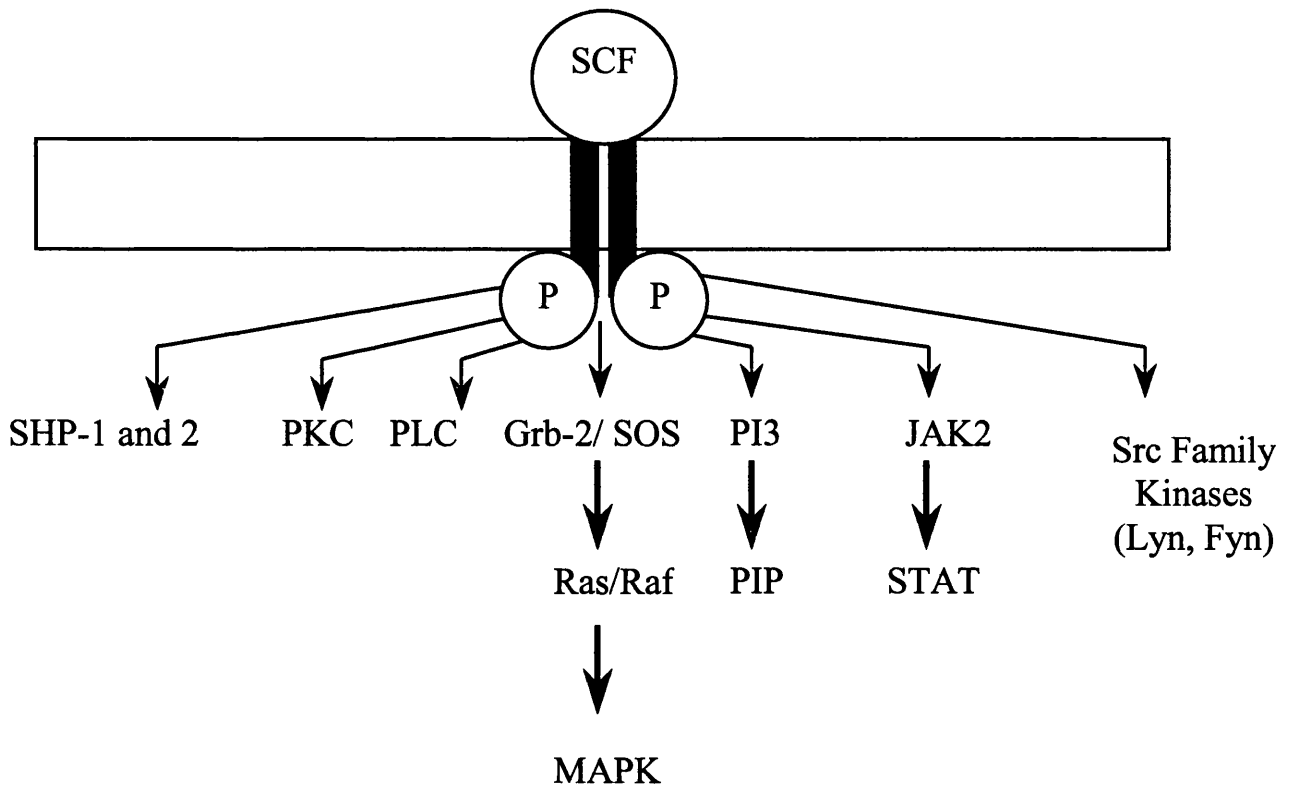 SCF
P P
SHP-1 and 2 PKC PLC Grb-2/ SOS PI3 JAK2
Src Family
Kinases
(Lyn, Fyn)
Ras/Raf PIP STAT
MAPK